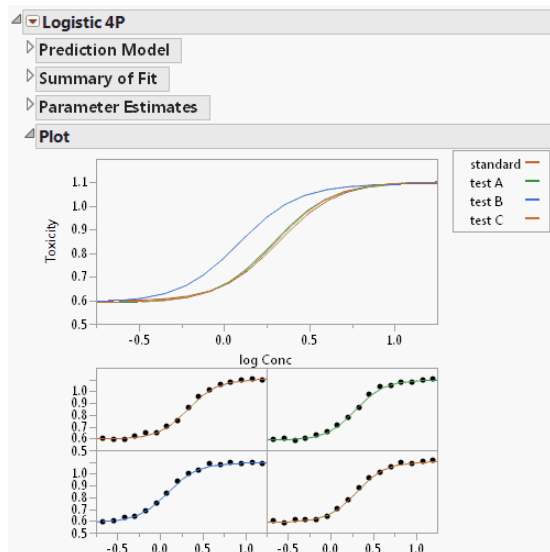 Logistic 4P
Prediction Model
Summary of Fit
Parameter Estimates
Plot
standard
test A
test B
test C
1.1
1.0
0.9
0.8
0.7
0.6
0.5
Toxicity
-0.5 0.0 0.5 1.0
log Conc
1.0
0.9
0.8
0.7
0.6
0.5
1.0
0.9
0.8
0.7
0.6
0.5
-0.5 0.0 0.5 1.0 -0.5 0.0 0.5 1.0